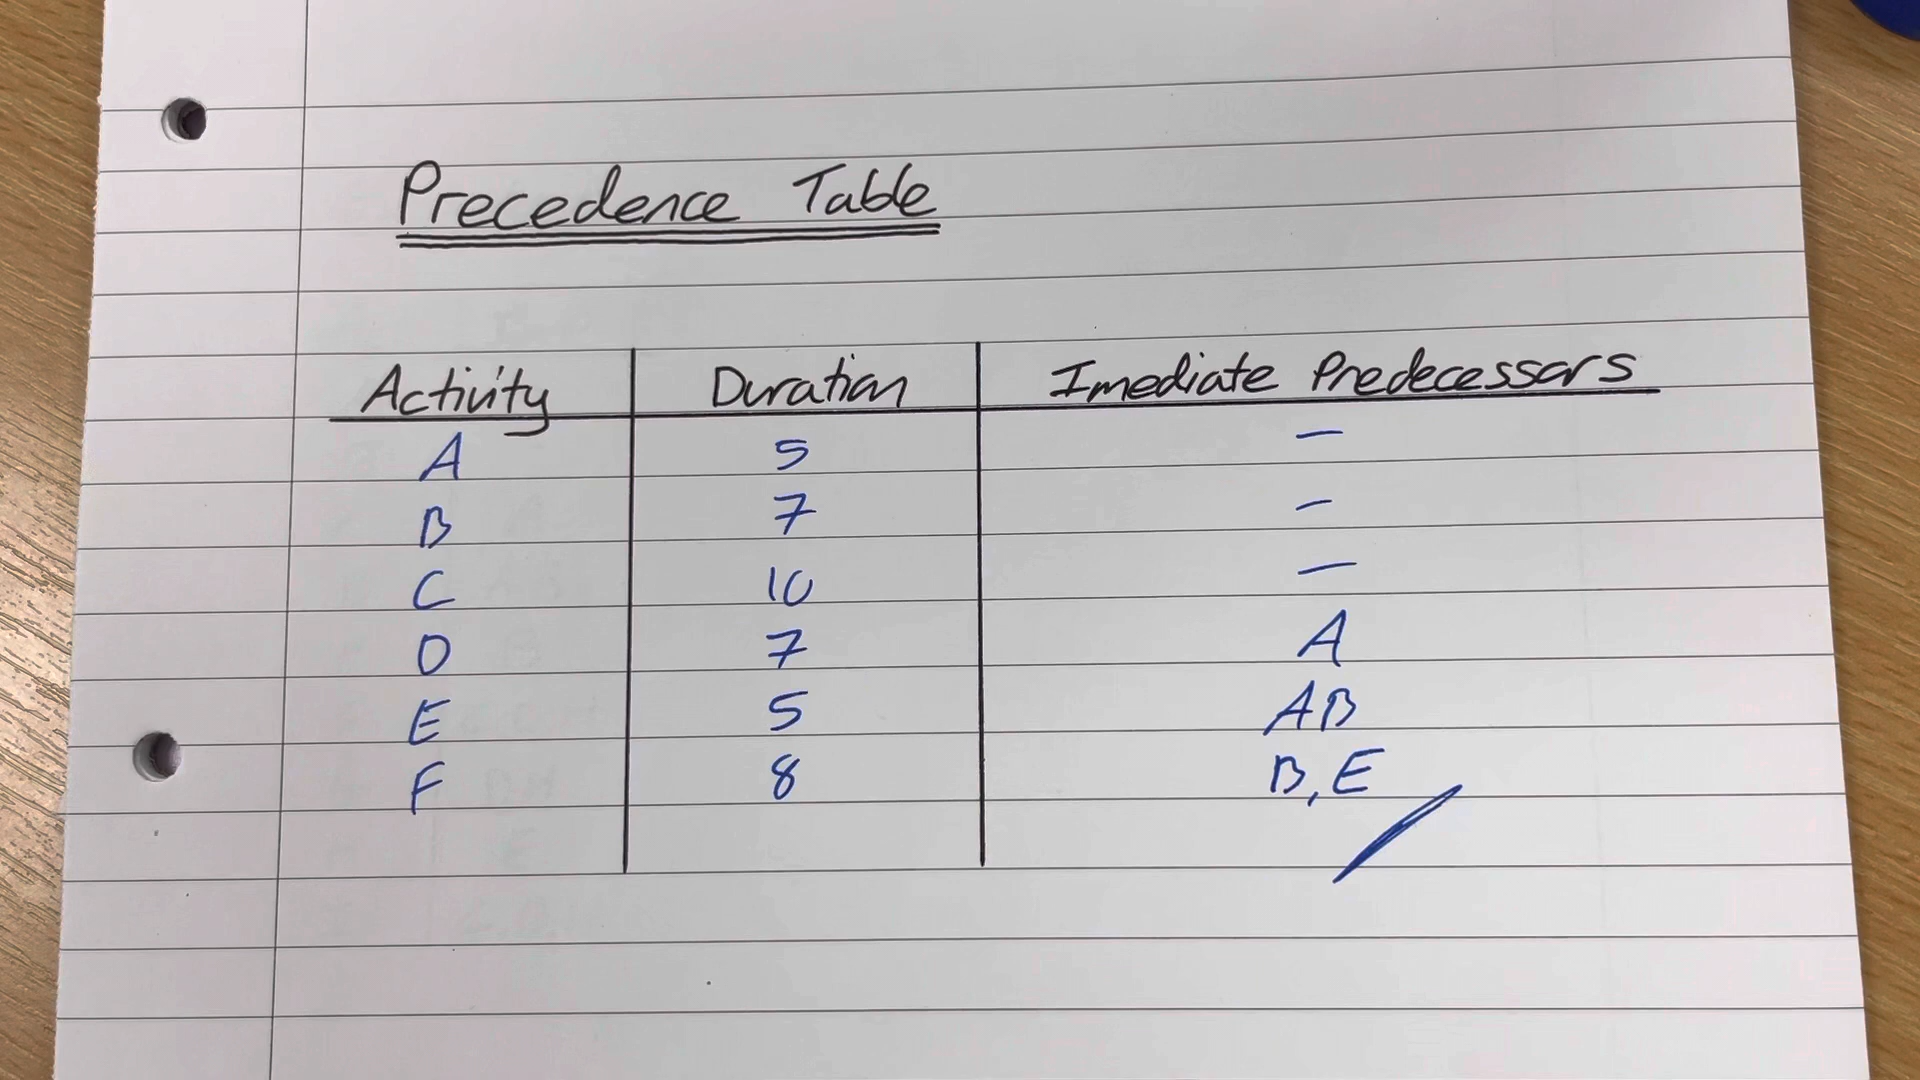 Precedence Table
Activity Duration Imediate Predecessors
A 5 —
B 7 –
C 10 —
D 7 A
E 5 AB
F 8 B,E